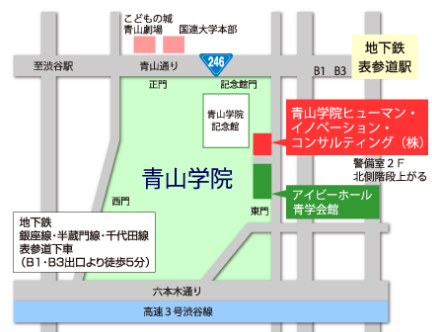 こどもの城
青山劇場
国連大学本部
地下鉄
表参道駅
至渋谷駅
青山通り
246
B1 B3
正門
記念館門
青山学院
記念館
青山学院ヒューマン・
イノベーション・
コンサルティング（株）
警備室２Ｆ
北側階段上がる
青山学院
アイビーホール
青学会館
西門
東門
地下鉄
銀座線・半蔵門線・千代田線
表参道下車
（B1・B3出口より徒歩5分）
六本木通り
高速３号渋谷線